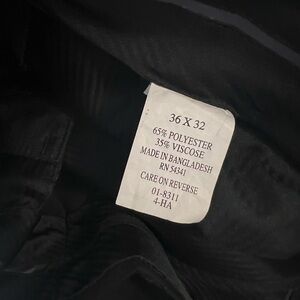 36 X 32
65% POLYESTER
35% VISCOSE
MADE IN BANGLADESH
RN 54341
CARE ON REVERSE
01-8311
4-HA